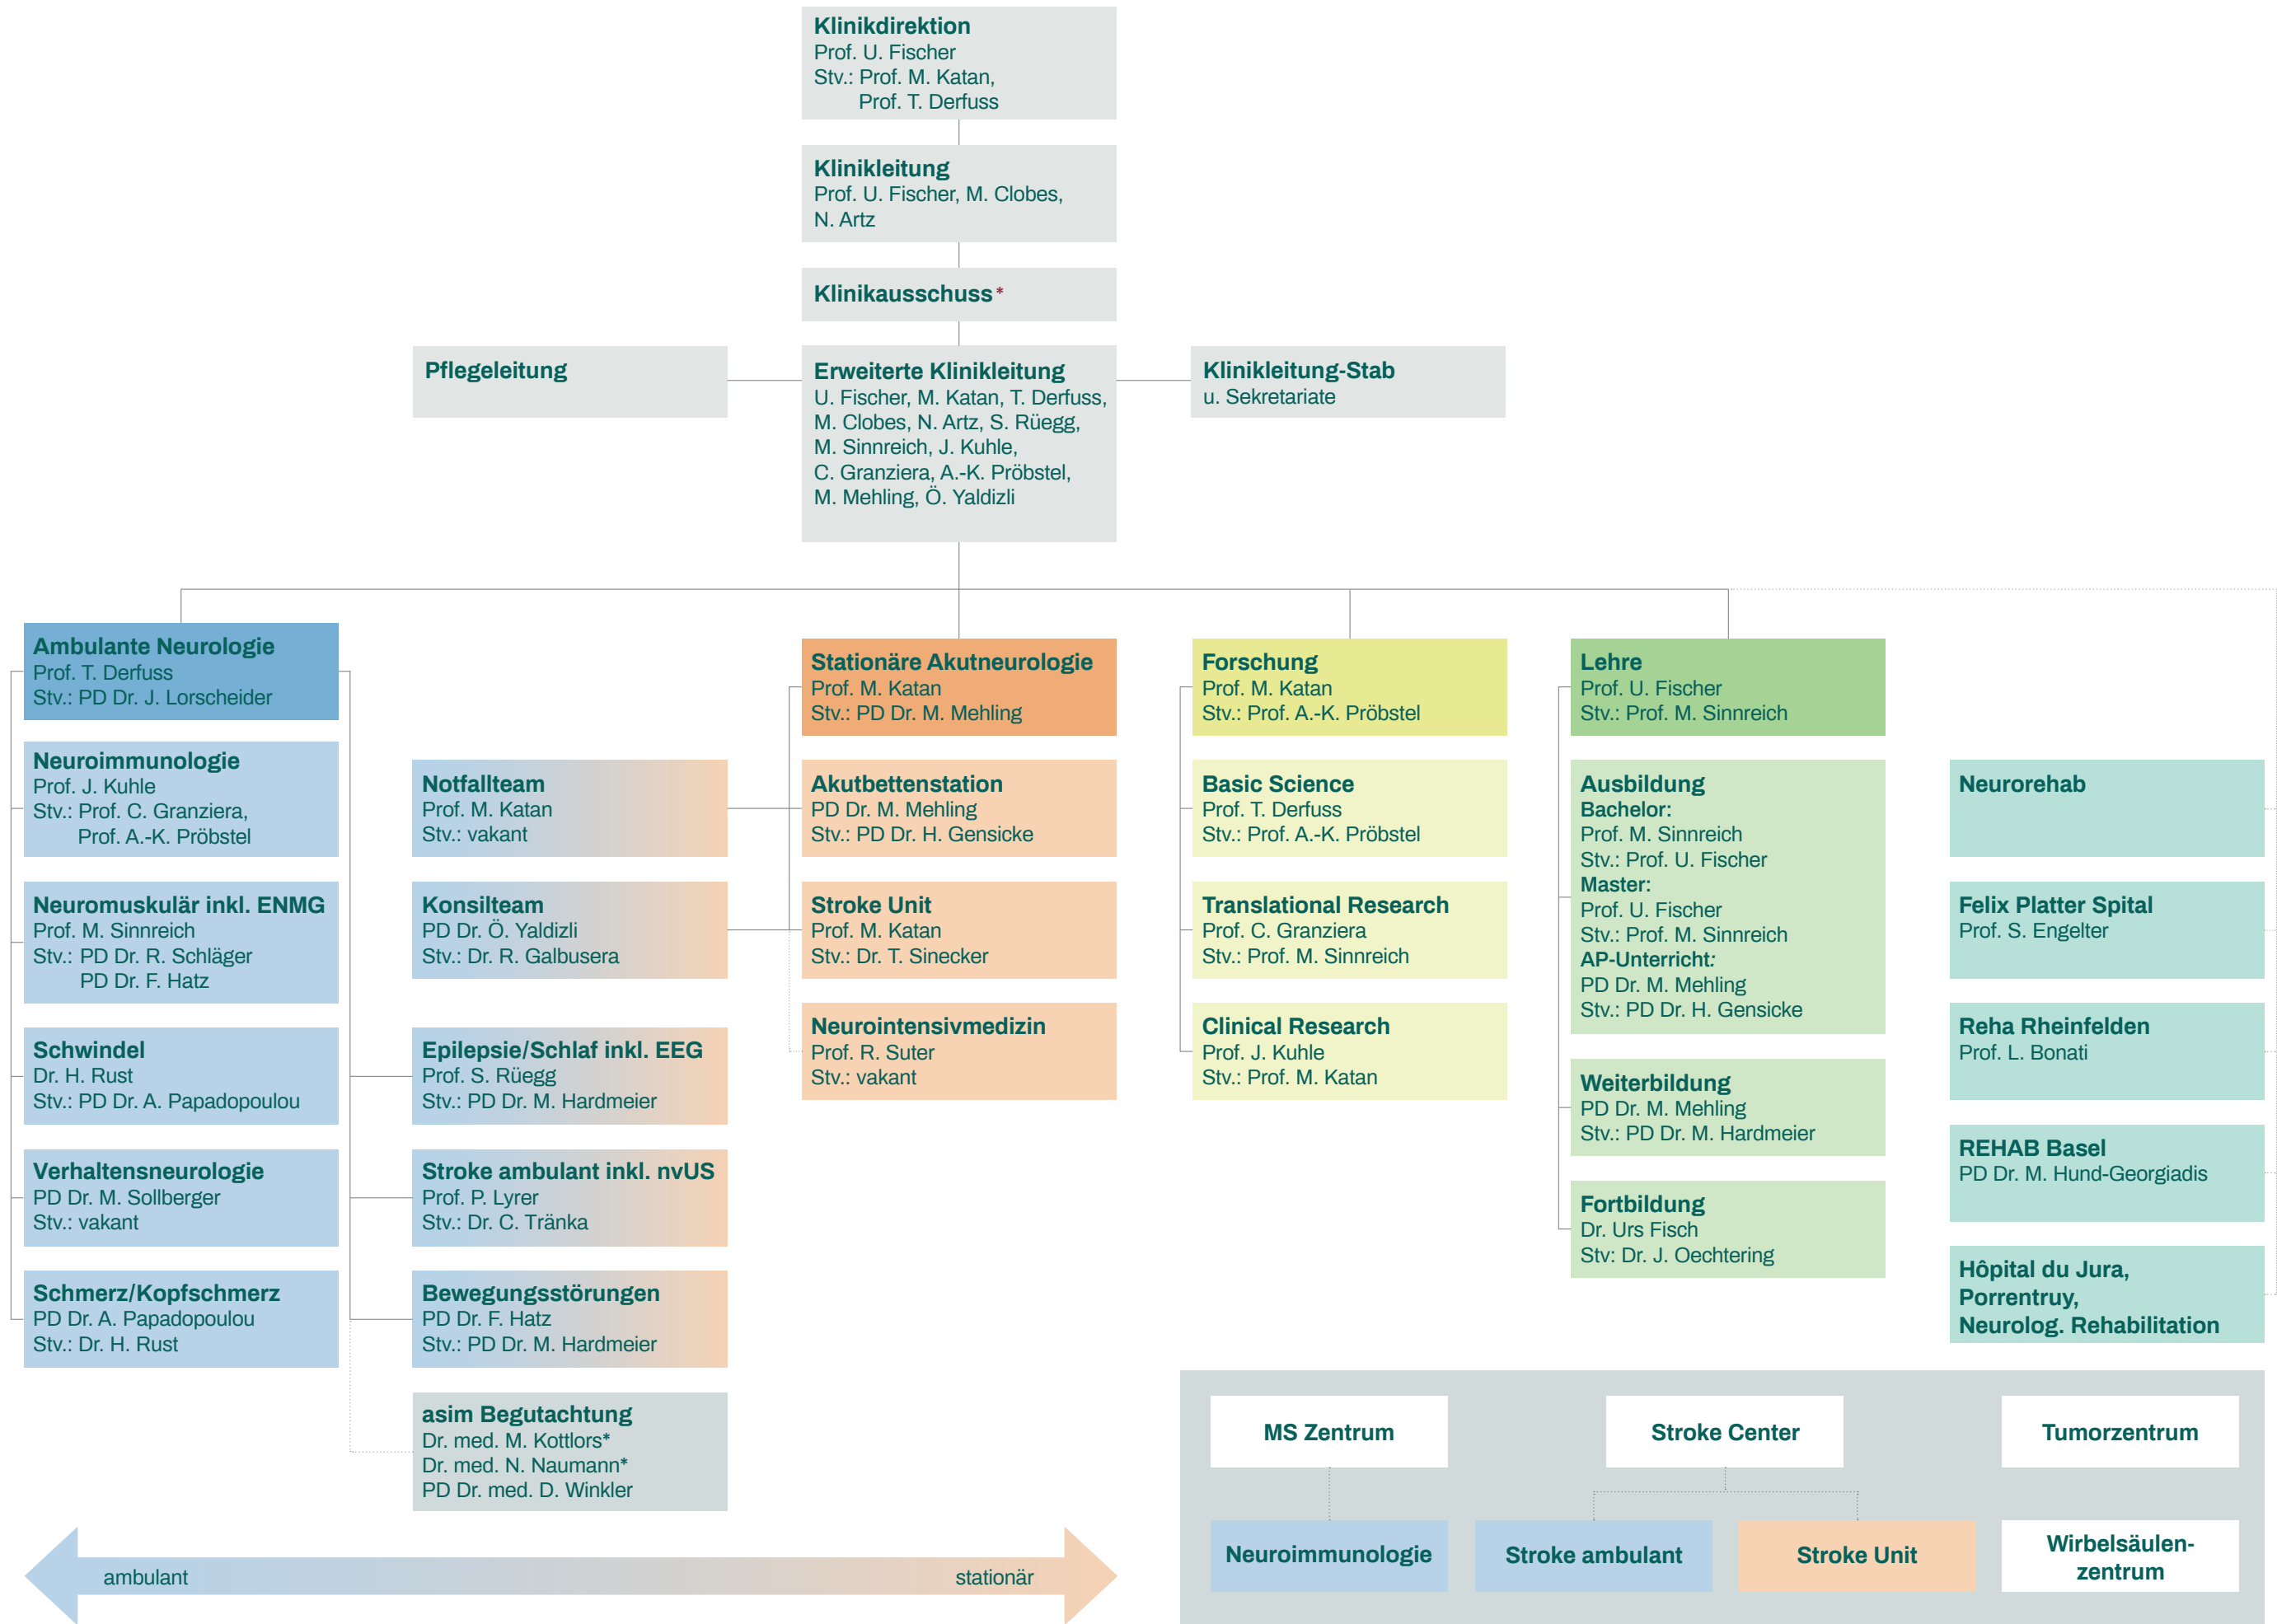 Klinikdirektion
Prof. U. Fischer
Stv.: Prof. M. Katan,
Prof. T. Derfuss
Klinikleitung
Prof. U. Fischer, M. Clobes,
N. Artz
Klinikausschuss*
Pflegeleitung
Erweiterte Klinikleitung
U. Fischer, M. Katan, T. Derfuss,
M. Clobes, N. Artz, S. Rüegg,
M. Sinnreich, J. Kuhle,
C. Granziera, A.-K. Pröbstel,
M. Mehling, Ö. Yaldizli
Klinikleitung-Stab
u. Sekretariate
Ambulante Neurologie
Prof. T. Derfuss
Stv.: PD Dr. J. Lorscheider
Neuroimmunologie
Prof. J. Kuhle
Stv.: Prof. C. Granziera,
Prof. A.-K. Pröbstel
Neuromuskulär inkl. ENMG
Prof. M. Sinnreich
Stv.: PD Dr. R. Schläger
PD Dr. F. Hatz
Schwindel
Dr. H. Rust
Stv.: PD Dr. A. Papadopoulou
Verhaltensneurologie
PD Dr. M. Sollberger
Stv.: vakant
Schmerz/Kopfschmerz
PD Dr. A. Papadopoulou
Stv.: Dr. H. Rust
Notfallteam
Prof. M. Katan
Stv.: vakant
Konsilteam
PD Dr. Ö. Yaldizli
Stv.: Dr. R. Galbusera
Epilepsie/Schlaf inkl. EEG
Prof. S. Rüegg
Stv.: PD Dr. M. Hardmeier
Stroke ambulant inkl. nvUS
Prof. P. Lyrer
Stv.: Dr. C. Tränka
Bewegungsstörungen
PD Dr. F. Hatz
Stv.: PD Dr. M. Hardmeier
asim Begutachtung
Dr. med. M. Kottlors*
Dr. med. N. Naumann*
PD Dr. med. D. Winkler
Stationäre Akutneurologie
Prof. M. Katan
Stv.: PD Dr. M. Mehling
Akutbettenstation
PD Dr. M. Mehling
Stv.: PD Dr. H. Gensicke
Stroke Unit
Prof. M. Katan
Stv.: Dr. T. Sinecker
Neurointensivmedizin
Prof. R. Suter
Stv.: vakant
Forschung
Prof. M. Katan
Stv.: Prof. A.-K. Pröbstel
Basic Science
Prof. T. Derfuss
Stv.: Prof. A.-K. Pröbstel
Translational Research
Prof. C. Granziera
Stv.: Prof. M. Sinnreich
Clinical Research
Prof. J. Kuhle
Stv.: Prof. M. Katan
Lehre
Prof. U. Fischer
Stv.: Prof. M. Sinnreich
Ausbildung
Bachelor:
Prof. M. Sinnreich
Stv.: Prof. U. Fischer
Master:
Prof. U. Fischer
Stv.: Prof. M. Sinnreich
AP-Unterricht:
PD Dr. M. Mehling
Stv.: PD Dr. H. Gensicke
Weiterbildung
PD Dr. M. Mehling
Stv.: PD Dr. M. Hardmeier
Fortbildung
Dr. Urs Fisch
Stv: Dr. J. Oechtering
Neurorehab
Felix Platter Spital
Prof. S. Engelter
Reha Rheinfelden
Prof. L. Bonati
REHAB Basel
PD Dr. M. Hund-Georgiadis
Hôpital du Jura,
Porrentruy,
Neurolog. Rehabilitation
ambulant
stationär
MS Zentrum
Stroke Center
Tumorzentrum
Neuroimmunologie
Stroke ambulant
Stroke Unit
Wirbelsäulen-
zentrum